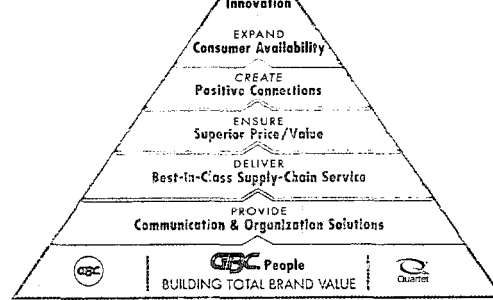 Innovation
EXPAND
Consumer Availability
CREATE
Positive Connections
ENSURE
Superior Price/Value
DELIVER
Best-In-Class Supply-Chain Service
PROVIDE
Communication & Organization Solutions
GBC
GBC People
BUILDING TOTAL BRAND VALUE
Q
Quartet